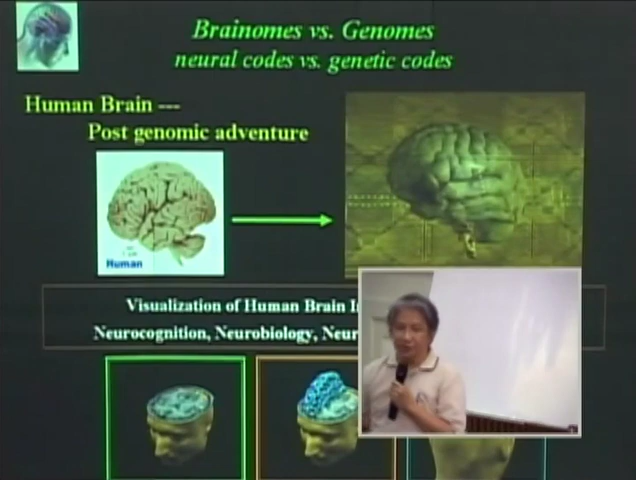 Brainomes vs. Genomes
neural codes vs. genetic codes
Human Brain ---
Post genomic adventure
Human
Visualization of Human Brain
Neurocognition, Neurobiology,